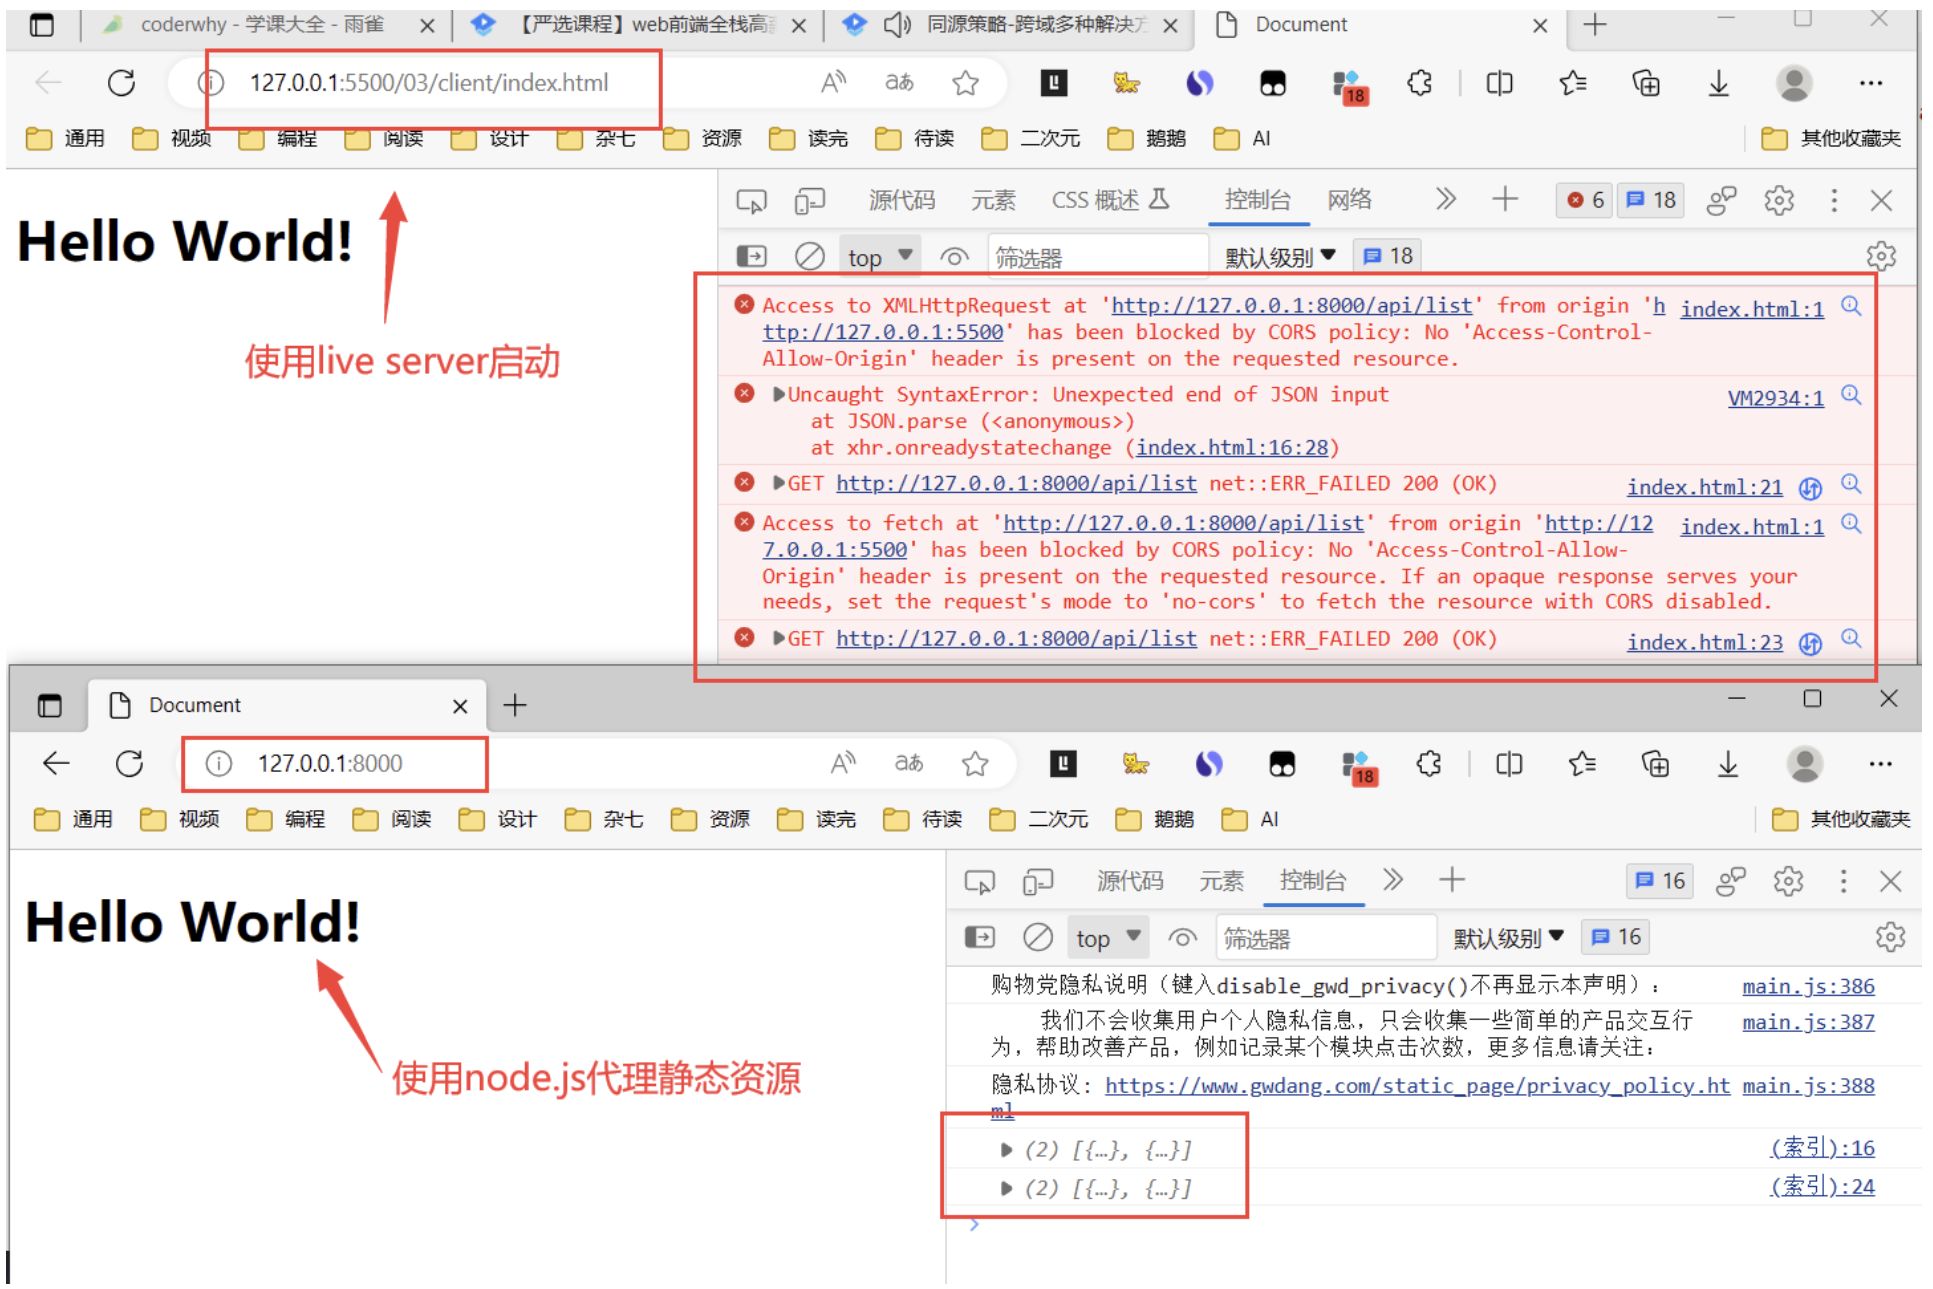 coderwhy - 学课大全 - 雨雀
【严选课程】web前端全栈高
同源策略-跨域多种解决方
Document
127.0.0.1:5500/03/client/index.html
A
aあ
18
通用 视频 编程 阅读 设计 杂七 资源 读完 待读 二次元 鹅鹅 AI 其他收藏夹
Hello World!
使用live server启动
源代码 元素 CSS 概述 控制台 网络 6 18
top 筛选器 默认级别 18
Access to XMLHttpRequest at 'http://127.0.0.1:8000/api/list' from origin 'h index.html:1
ttp://127.0.0.1:5500' has been blocked by CORS policy: No 'Access-Control-
Allow-Origin' header is present on the requested resource.
Uncaught SyntaxError: Unexpected end of JSON input VM2934:1
at JSON.parse (<anonymous>)
at xhr.onreadystatechange (index.html:16:28)
GET http://127.0.0.1:8000/api/list net::ERR_FAILED 200 (OK) index.html:21
Access to fetch at 'http://127.0.0.1:8000/api/list' from origin 'http://12 index.html:1
7.0.0.1:5500' has been blocked by CORS policy: No 'Access-Control-Allow-
Origin' header is present on the requested resource. If an opaque response serves your
needs, set the request's mode to 'no-cors' to fetch the resource with CORS disabled.
GET http://127.0.0.1:8000/api/list net::ERR_FAILED 200 (OK) index.html:23
Document
127.0.0.1:8000
A
aあ
18
通用 视频 编程 阅读 设计 杂七 资源 读完 待读 二次元 鹅鹅 AI 其他收藏夹
Hello World!
使用node.js代理静态资源
源代码 元素 控制台 16
top 筛选器 默认级别 16
购物党隐私说明（键入disable_gwd_privacy()不再显示本声明）： main.js:386
我们不会收集用户个人隐私信息，只会收集一些简单的产品交互行 main.js:387
为，帮助改善产品，例如记录某个模块点击次数，更多信息请关注：
隐私协议: https://www.gwdang.com/static_page/privacy_policy.ht main.js:388
ml
(2) [{…}, {…}] (索引):16
(2) [{…}, {…}] (索引):24